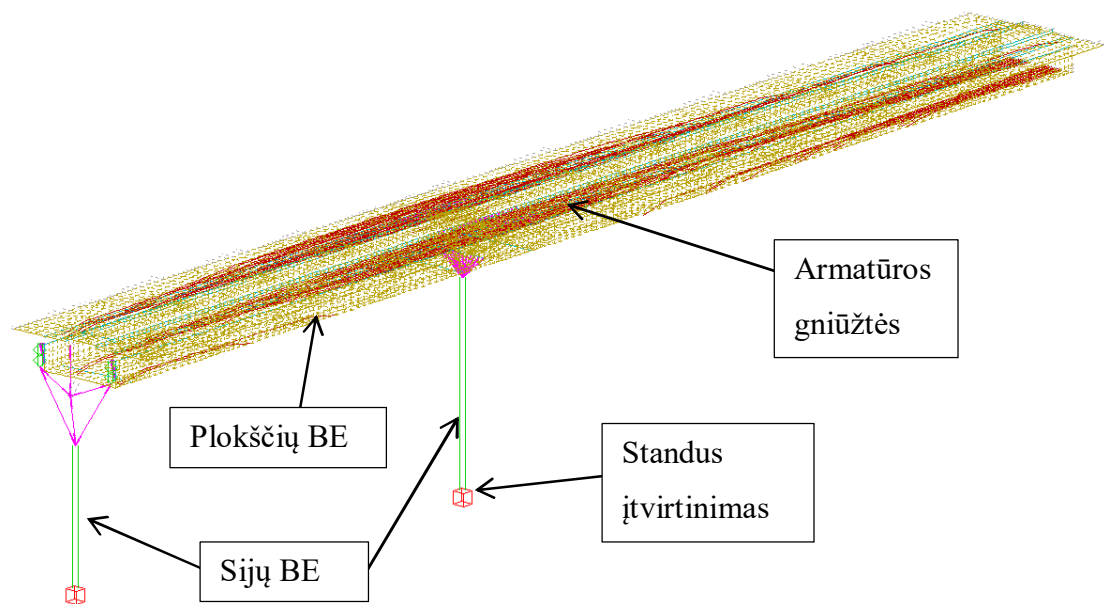 Armatūros
gniūžtės
Plokščių BE
Standus
įtvirtinimas
Sijų BE